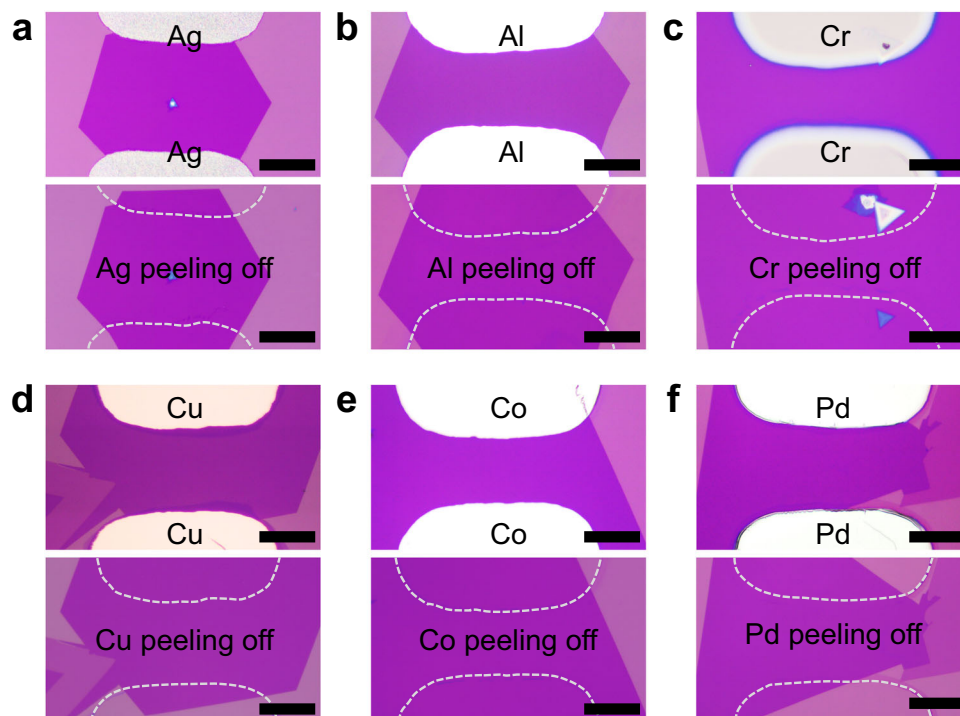 a
Ag
Ag
Ag peeling off
b
Al
Al
Al peeling off
c
Cr
Cr
Cr peeling off
d
Cu
Cu
Cu peeling off
e
Co
Co
Co peeling off
f
Pd
Pd
Pd peeling off